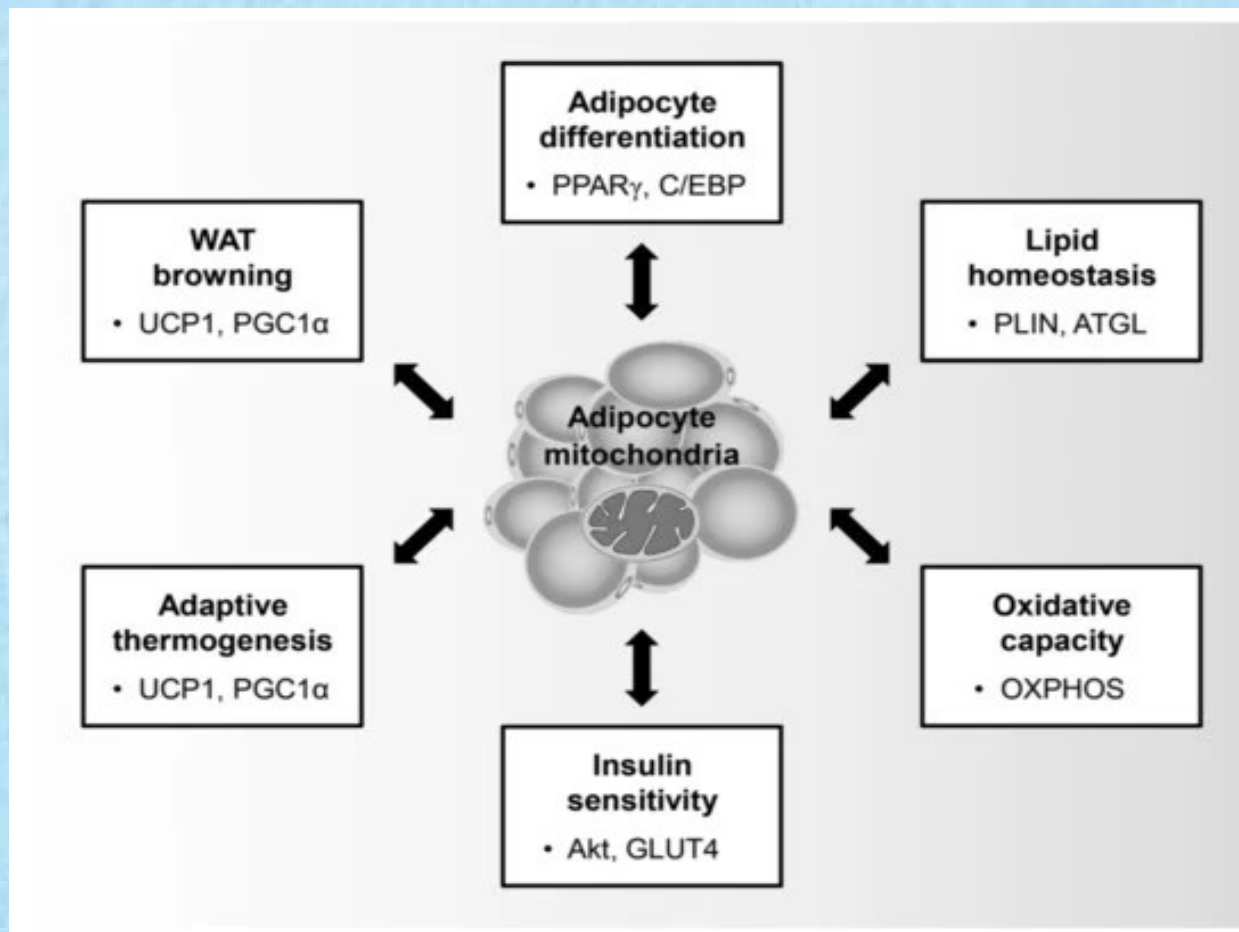 Adipocyte
differentiation
• PPARγ, C/EBP
WAT
browning
• UCP1, PGC1α
Lipid
homeostasis
• PLIN, ATGL
Adipocyte
mitochondria
Adaptive
thermogenesis
• UCP1, PGC1α
Oxidative
capacity
• OXPHOS
Insulin
sensitivity
• Akt, GLUT4